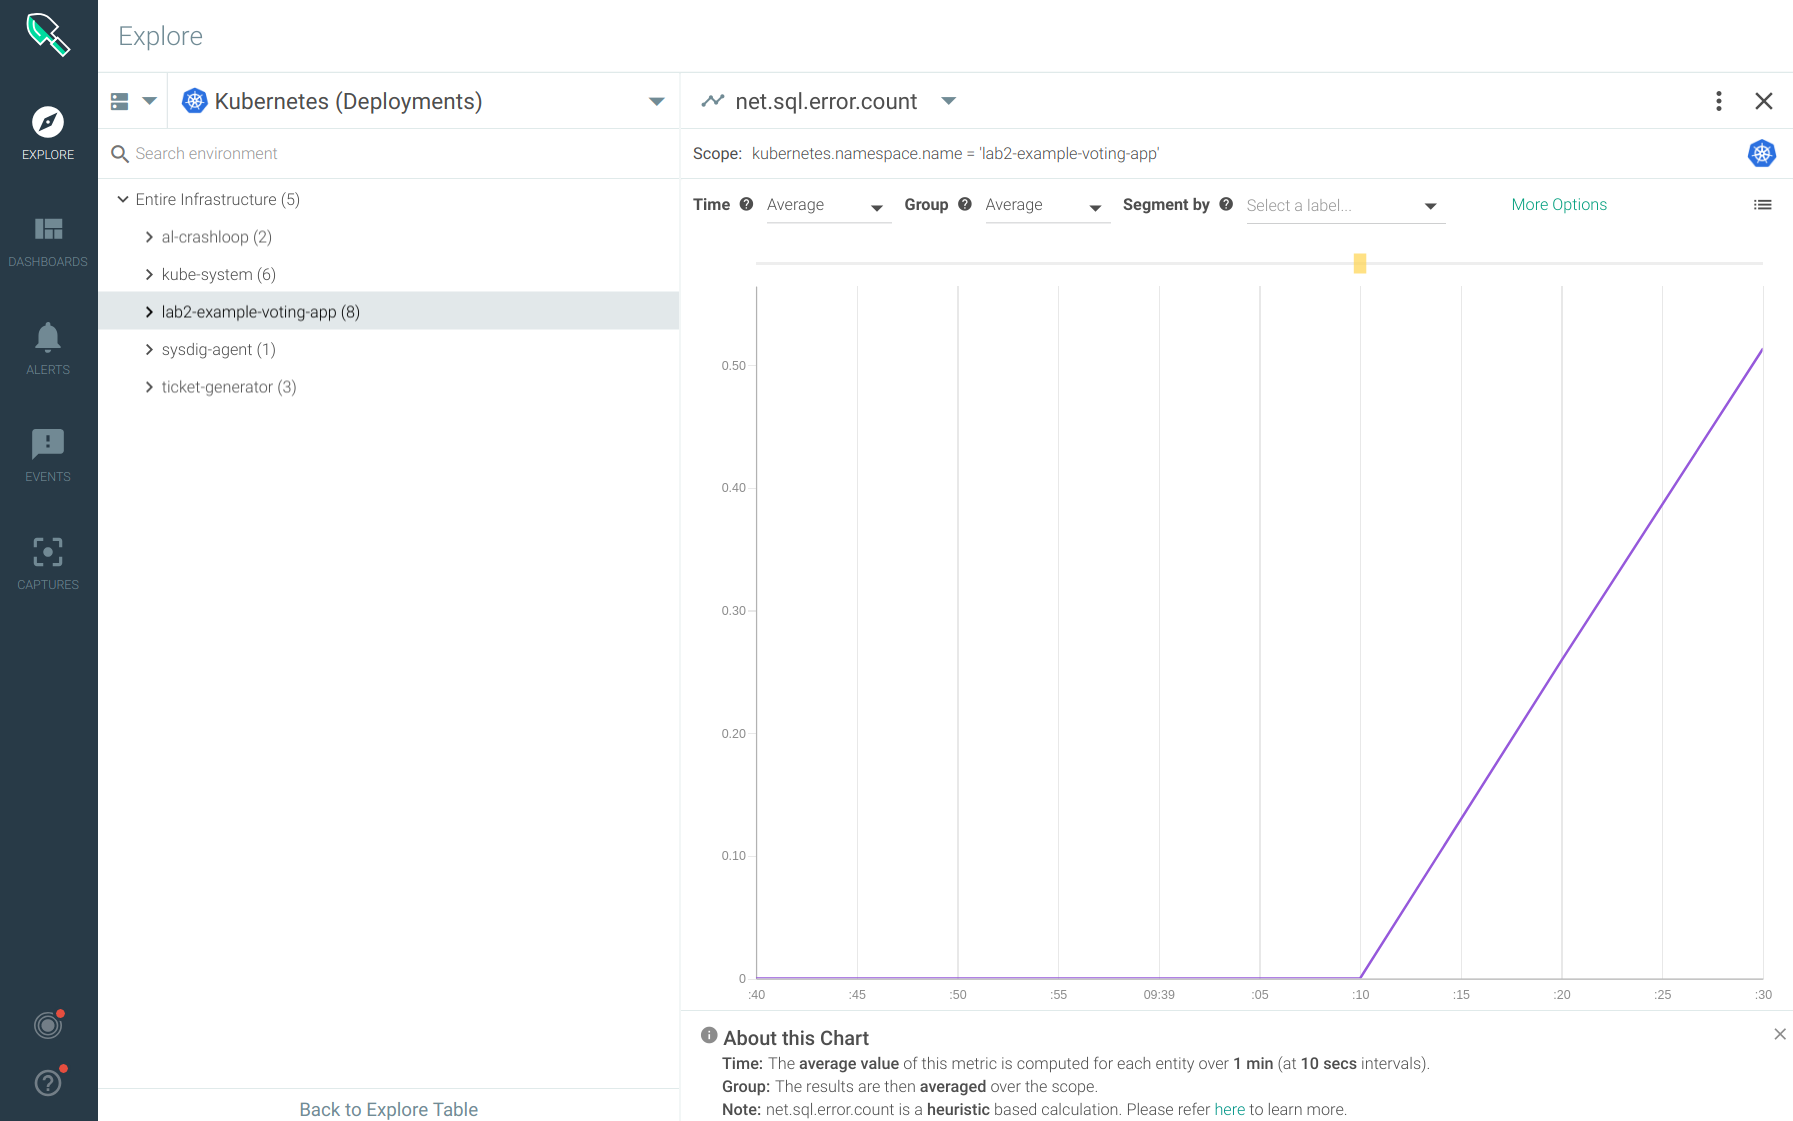 Explore
EXPLORE
DASHBOARDS
ALERTS
EVENTS
CAPTURES
Kubernetes (Deployments)
Search environment
Entire Infrastructure (5)
al-crashloop (2)
kube-system (6)
lab2-example-voting-app (8)
sysdig-agent (1)
ticket-generator (3)
Back to Explore Table
net.sql.error.count
Scope: kubernetes.namespace.name = 'lab2-example-voting-app'
Time ? Average Group ? Average Segment by ? Select a label... More Options
0.50
0.40
0.30
0.20
0.10
0
:40 :45 :50 :55 09:39 :05 :10 :15 :20 :25 :30
About this Chart
Time: The average value of this metric is computed for each entity over 1 min (at 10 secs intervals).
Group: The results are then averaged over the scope.
Note: net.sql.error.count is a heuristic based calculation. Please refer here to learn more.